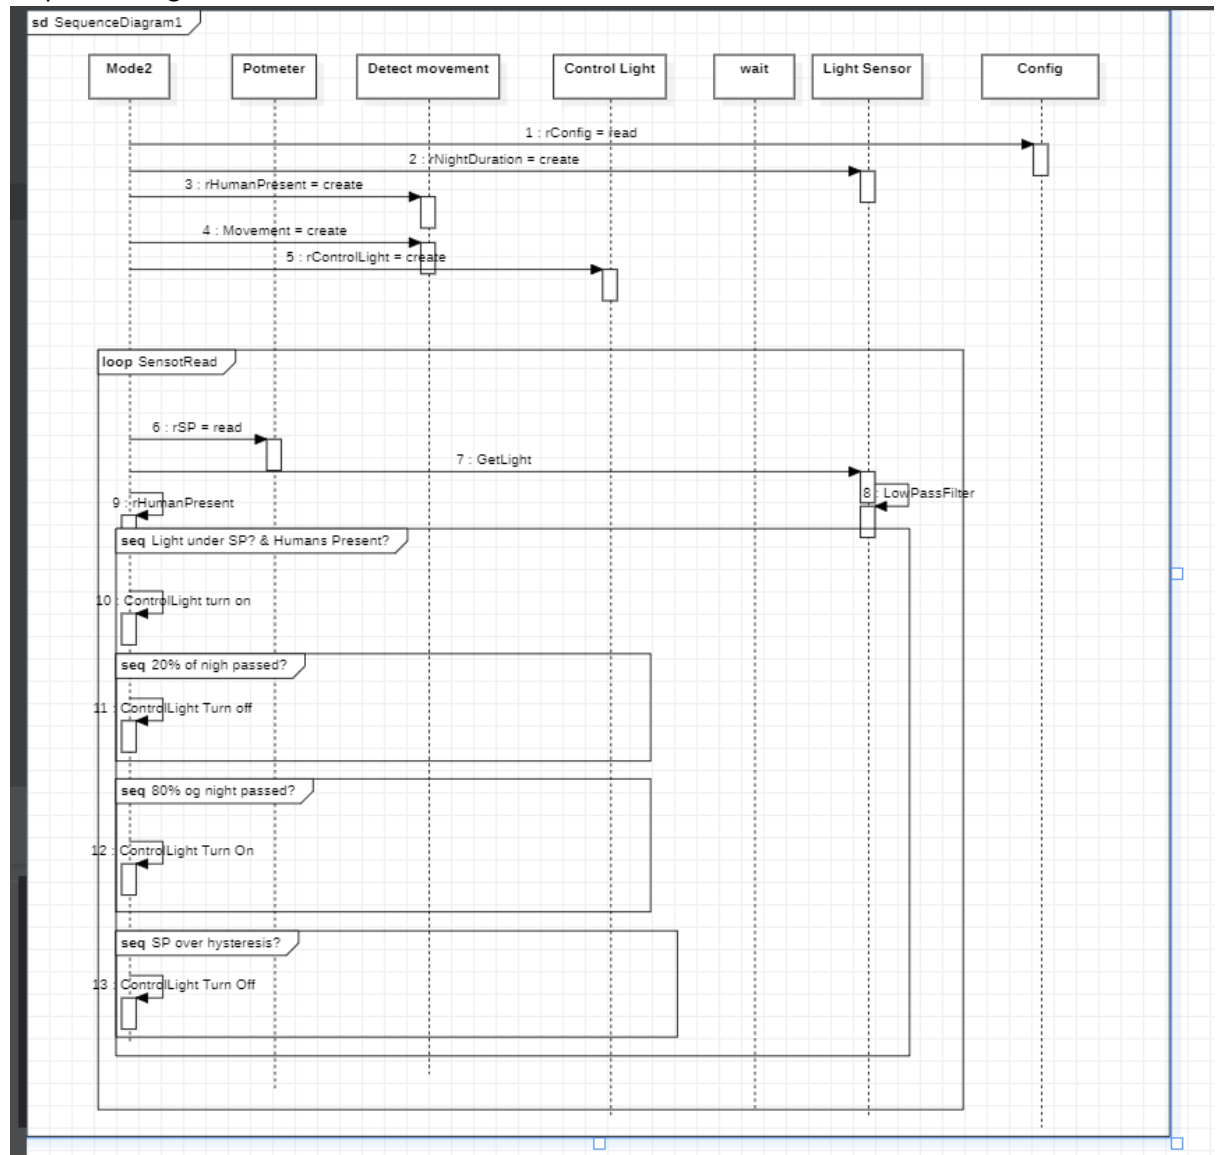 sd SequenceDiagram1
Mode2
Potmeter
Detect movement
Control Light
wait
Light Sensor
Config
1 : rConfig = read
2 : rNightDuration = create
3 : rHumanPresent = create
4 : Movement = create
5 : rControlLight = create
loop SensotRead
6 : rSP = read
7 : GetLight
8 : LowPassFilter
9 : rHumanPresent
seq Light under SP? & Humans Present?
10 : ControlLight turn on
seq 20% of nigh passed?
11 : ControlLight Turn off
seq 80% og night passed?
12 : ControlLight Turn On
seq SP over hysteresis?
13 : ControlLight Turn Off